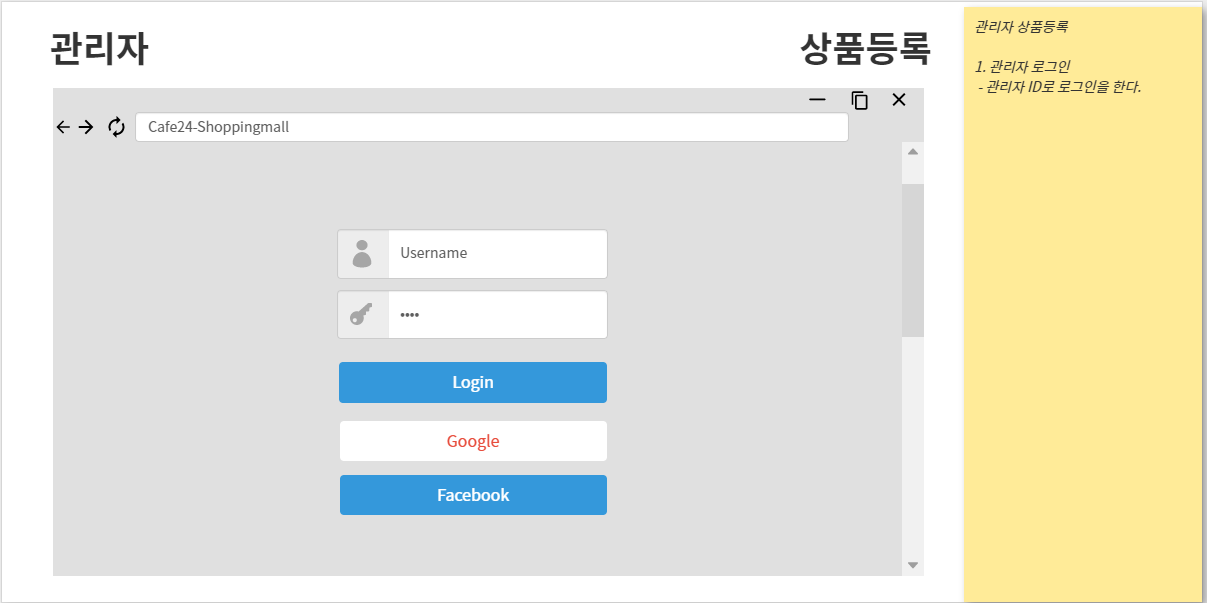 관리자
상품등록
Cafe24-Shoppingmall
Username
••••
Login
Google
Facebook
관리자 상품등록
1. 관리자 로그인
- 관리자 ID로 로그인을 한다.